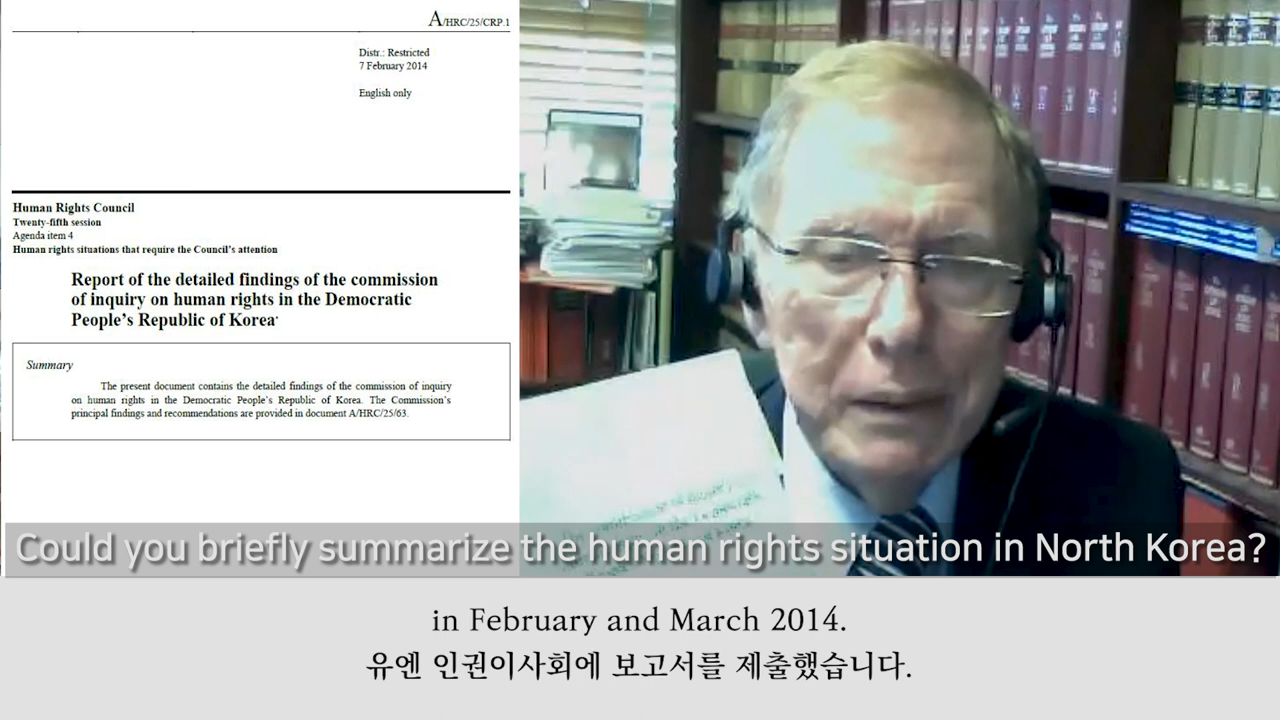 A/HRC/25/CRP.1
Distr.: Restricted
7 February 2014
English only
Human Rights Council
Twenty-fifth session
Agenda item 4
Human rights situations that require the Council's attention
Report of the detailed findings of the commission
of inquiry on human rights in the Democratic
People's Republic of Korea*
Summary
The present document contains the detailed findings of the commission of inquiry
on human rights in the Democratic People's Republic of Korea. The Commission's
principal findings and recommendations are provided in document A/HRC/25/63.
Could you briefly summarize the human rights situation in North Korea?
in February and March 2014.
유엔 인권이사회에 보고서를 제출했습니다.